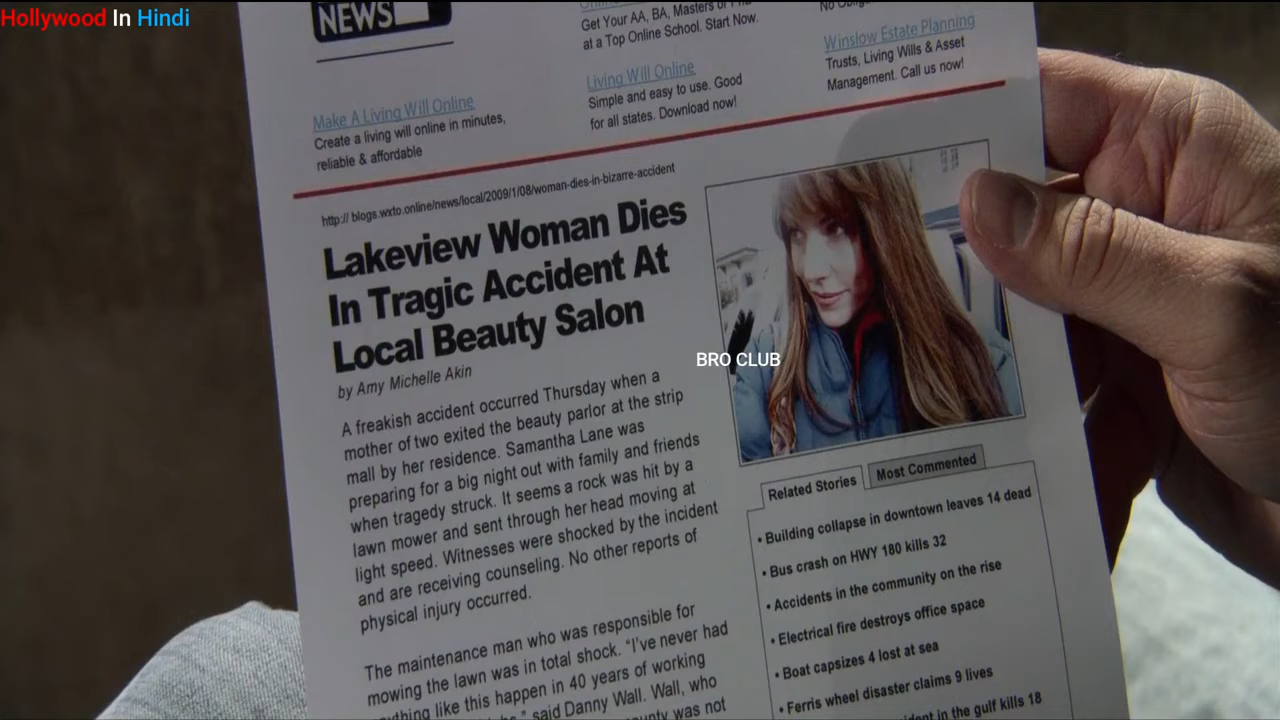 Hollywood In Hindi
NEWS
Get Your AA, BA, Masters or PhD
at a Top Online School. Start Now.
Winslow Estate Planning
Trusts, Living Wills & Asset
Management. Call us now!
Living Will Online
Simple and easy to use. Good
for all states. Download now!
Make A Living Will Online
Create a living will online in minutes,
reliable & affordable
http:// blogs.wxto.online/news/local/2009/1/08/woman-dies-in-bizarre-accident
Lakeview Woman Dies
In Tragic Accident At
Local Beauty Salon
by Amy Michelle Akin
A freakish accident occurred Thursday when a
mother of two exited the beauty parlor at the strip
mall by her residence. Samantha Lane was
preparing for a big night out with family and friends
when tragedy struck. It seems a rock was hit by a
lawn mower and sent through her head moving at
light speed. Witnesses were shocked by the incident
and are receiving counseling. No other reports of
physical injury occurred.
The maintenance man who was responsible for
mowing the lawn was in total shock. "I've never had
anything like this happen in 40 years of working
," said Danny Wall. Wall, who
was not
BRO CLUB
Related Stories
Most Commented
• Building collapse in downtown leaves 14 dead
• Bus crash on HWY 180 kills 32
• Accidents in the community on the rise
• Electrical fire destroys office space
• Boat capsizes 4 lost at sea
• Ferris wheel disaster claims 9 lives
in the gulf kills 18